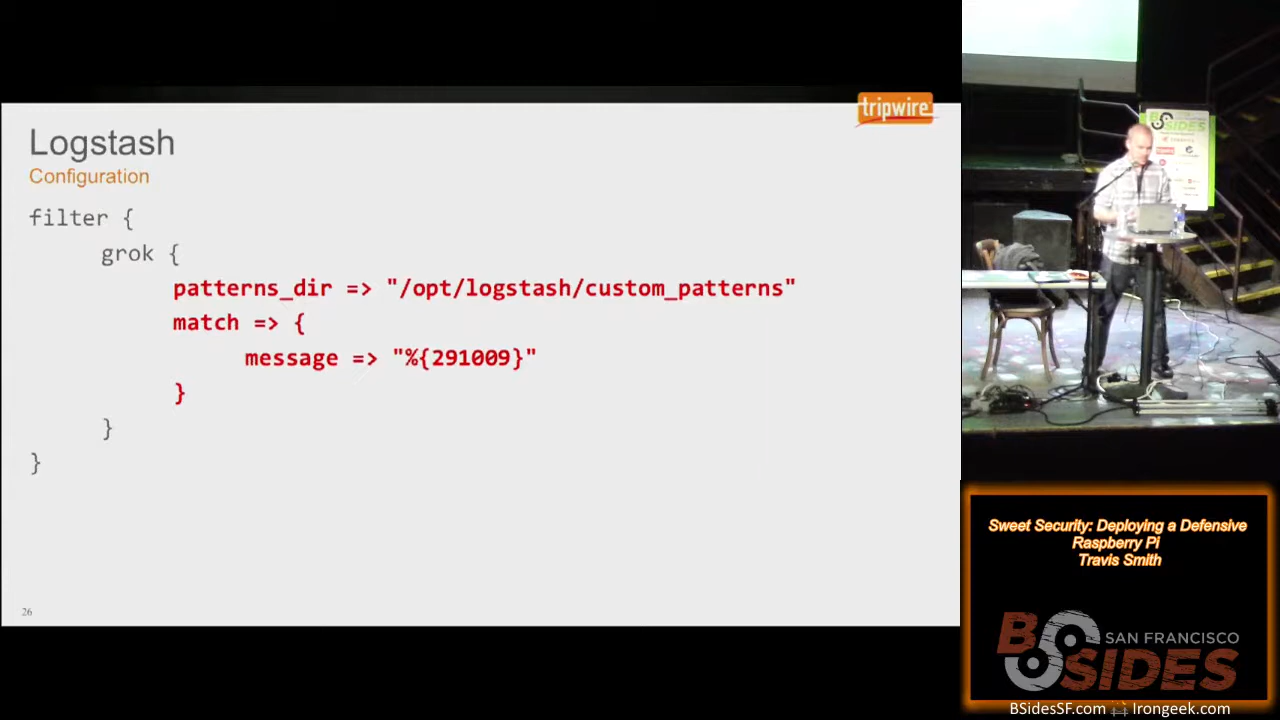 tripwire
Logstash
Configuration
filter {
grok {
patterns_dir => "/opt/logstash/custom_patterns"
match => {
message => "%{291009}"
}
}
}
26
BSIDES
Sweet Security: Deploying a Defensive
Raspberry Pi
Travis Smith
BSIDES
SAN FRANCISCO
BSidesSF.com Irongeek.com